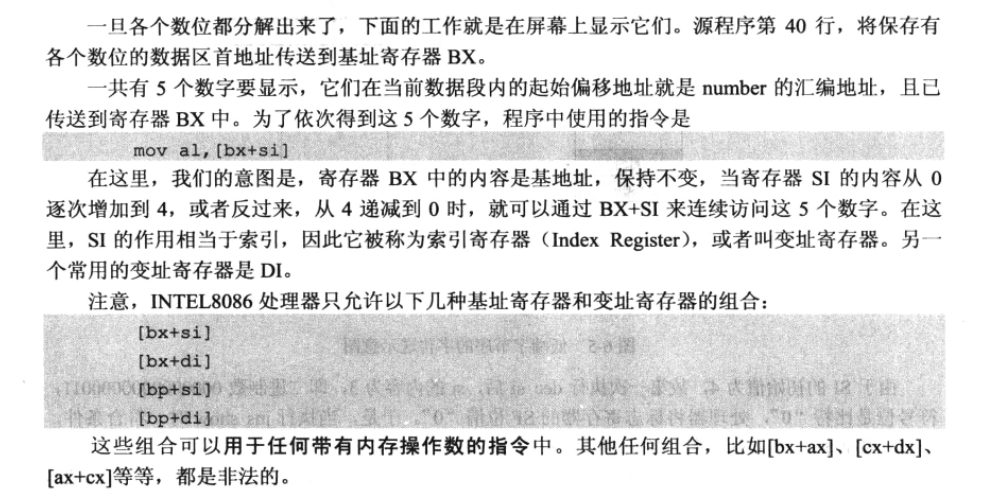 一旦各个数位都分解出来了，下面的工作就是在屏幕上显示它们。源程序第 40 行，将保存有
各个数位的数据区首地址传送到基址寄存器 BX。
一共有 5 个数字要显示，它们在当前数据段内的起始偏移地址就是 number 的汇编地址，且已
传送到寄存器 BX 中。为了依次得到这 5 个数字，程序中使用的指令是
mov al,[bx+si]
在这里，我们的意图是，寄存器 BX 中的内容是基地址，保持不变，当寄存器 SI 的内容从 0
逐次增加到 4，或者反过来，从 4 递减到 0 时，就可以通过 BX+SI 来连续访问这 5 个数字。在这
里，SI 的作用相当于索引，因此它被称为索引寄存器（Index Register），或者叫变址寄存器。另一
个常用的变址寄存器是 DI。
注意，INTEL8086 处理器只允许以下几种基址寄存器和变址寄存器的组合：
[bx+si]
[bx+di]
[bp+si]
[bp+di]
这些组合可以用于任何带有内存操作数的指令中。其他任何组合，比如[bx+ax]、[cx+dx]、
[ax+cx]等等，都是非法的。